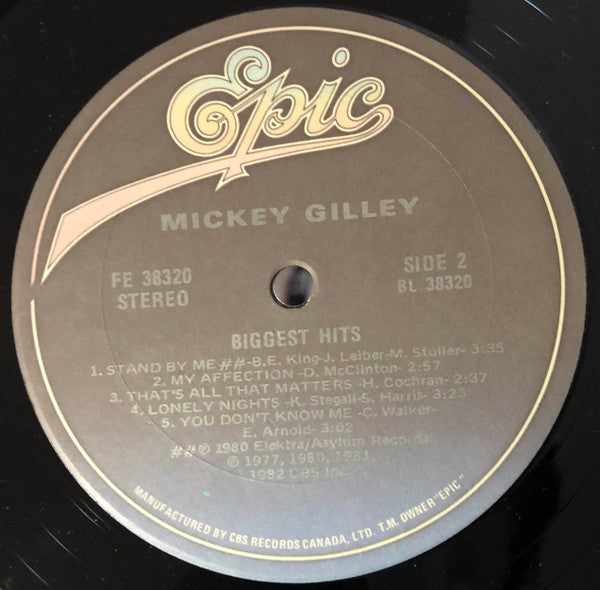 Epic
MICKEY GILLEY
FE 38320
STEREO
SIDE 2
BL 38320
BIGGEST HITS
1. STAND BY ME ##-B.E. King-J. Leiber-M. Stoller- 3:35
2. MY AFFECTION -D. McClinton- 2:57
3. THAT'S ALL THAT MATTERS -H. Cochran- 2:37
4. LONELY NIGHTS -K. Stegall-S. Harris- 3:23
5. YOU DON'T KNOW ME -C. Walker-
E. Arnold- 3:02
##℗ 1980 Elektra/Asylum Records
℗ 1977, 1980, 1981,
1982 CBS Inc.
MANUFACTURED BY CBS RECORDS CANADA, LTD. T.M. OWNER "EPIC"